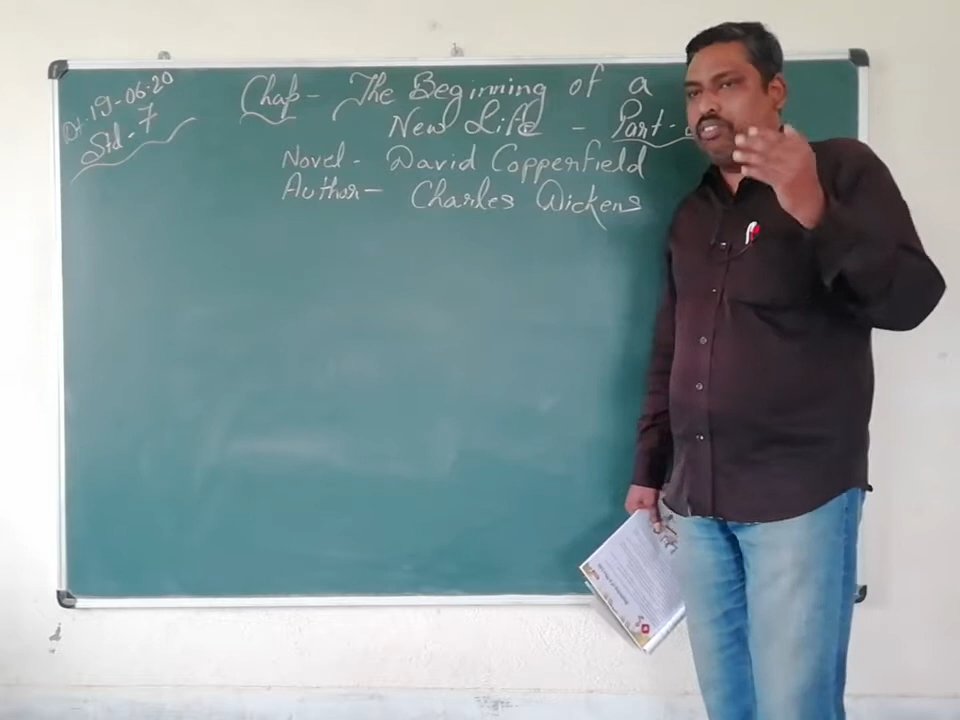 Dt. 19-06-20
Std - 7
Chap - The Beginning of a
New Life - Part -
Novel - David Copperfield
Author - Charles Dickens